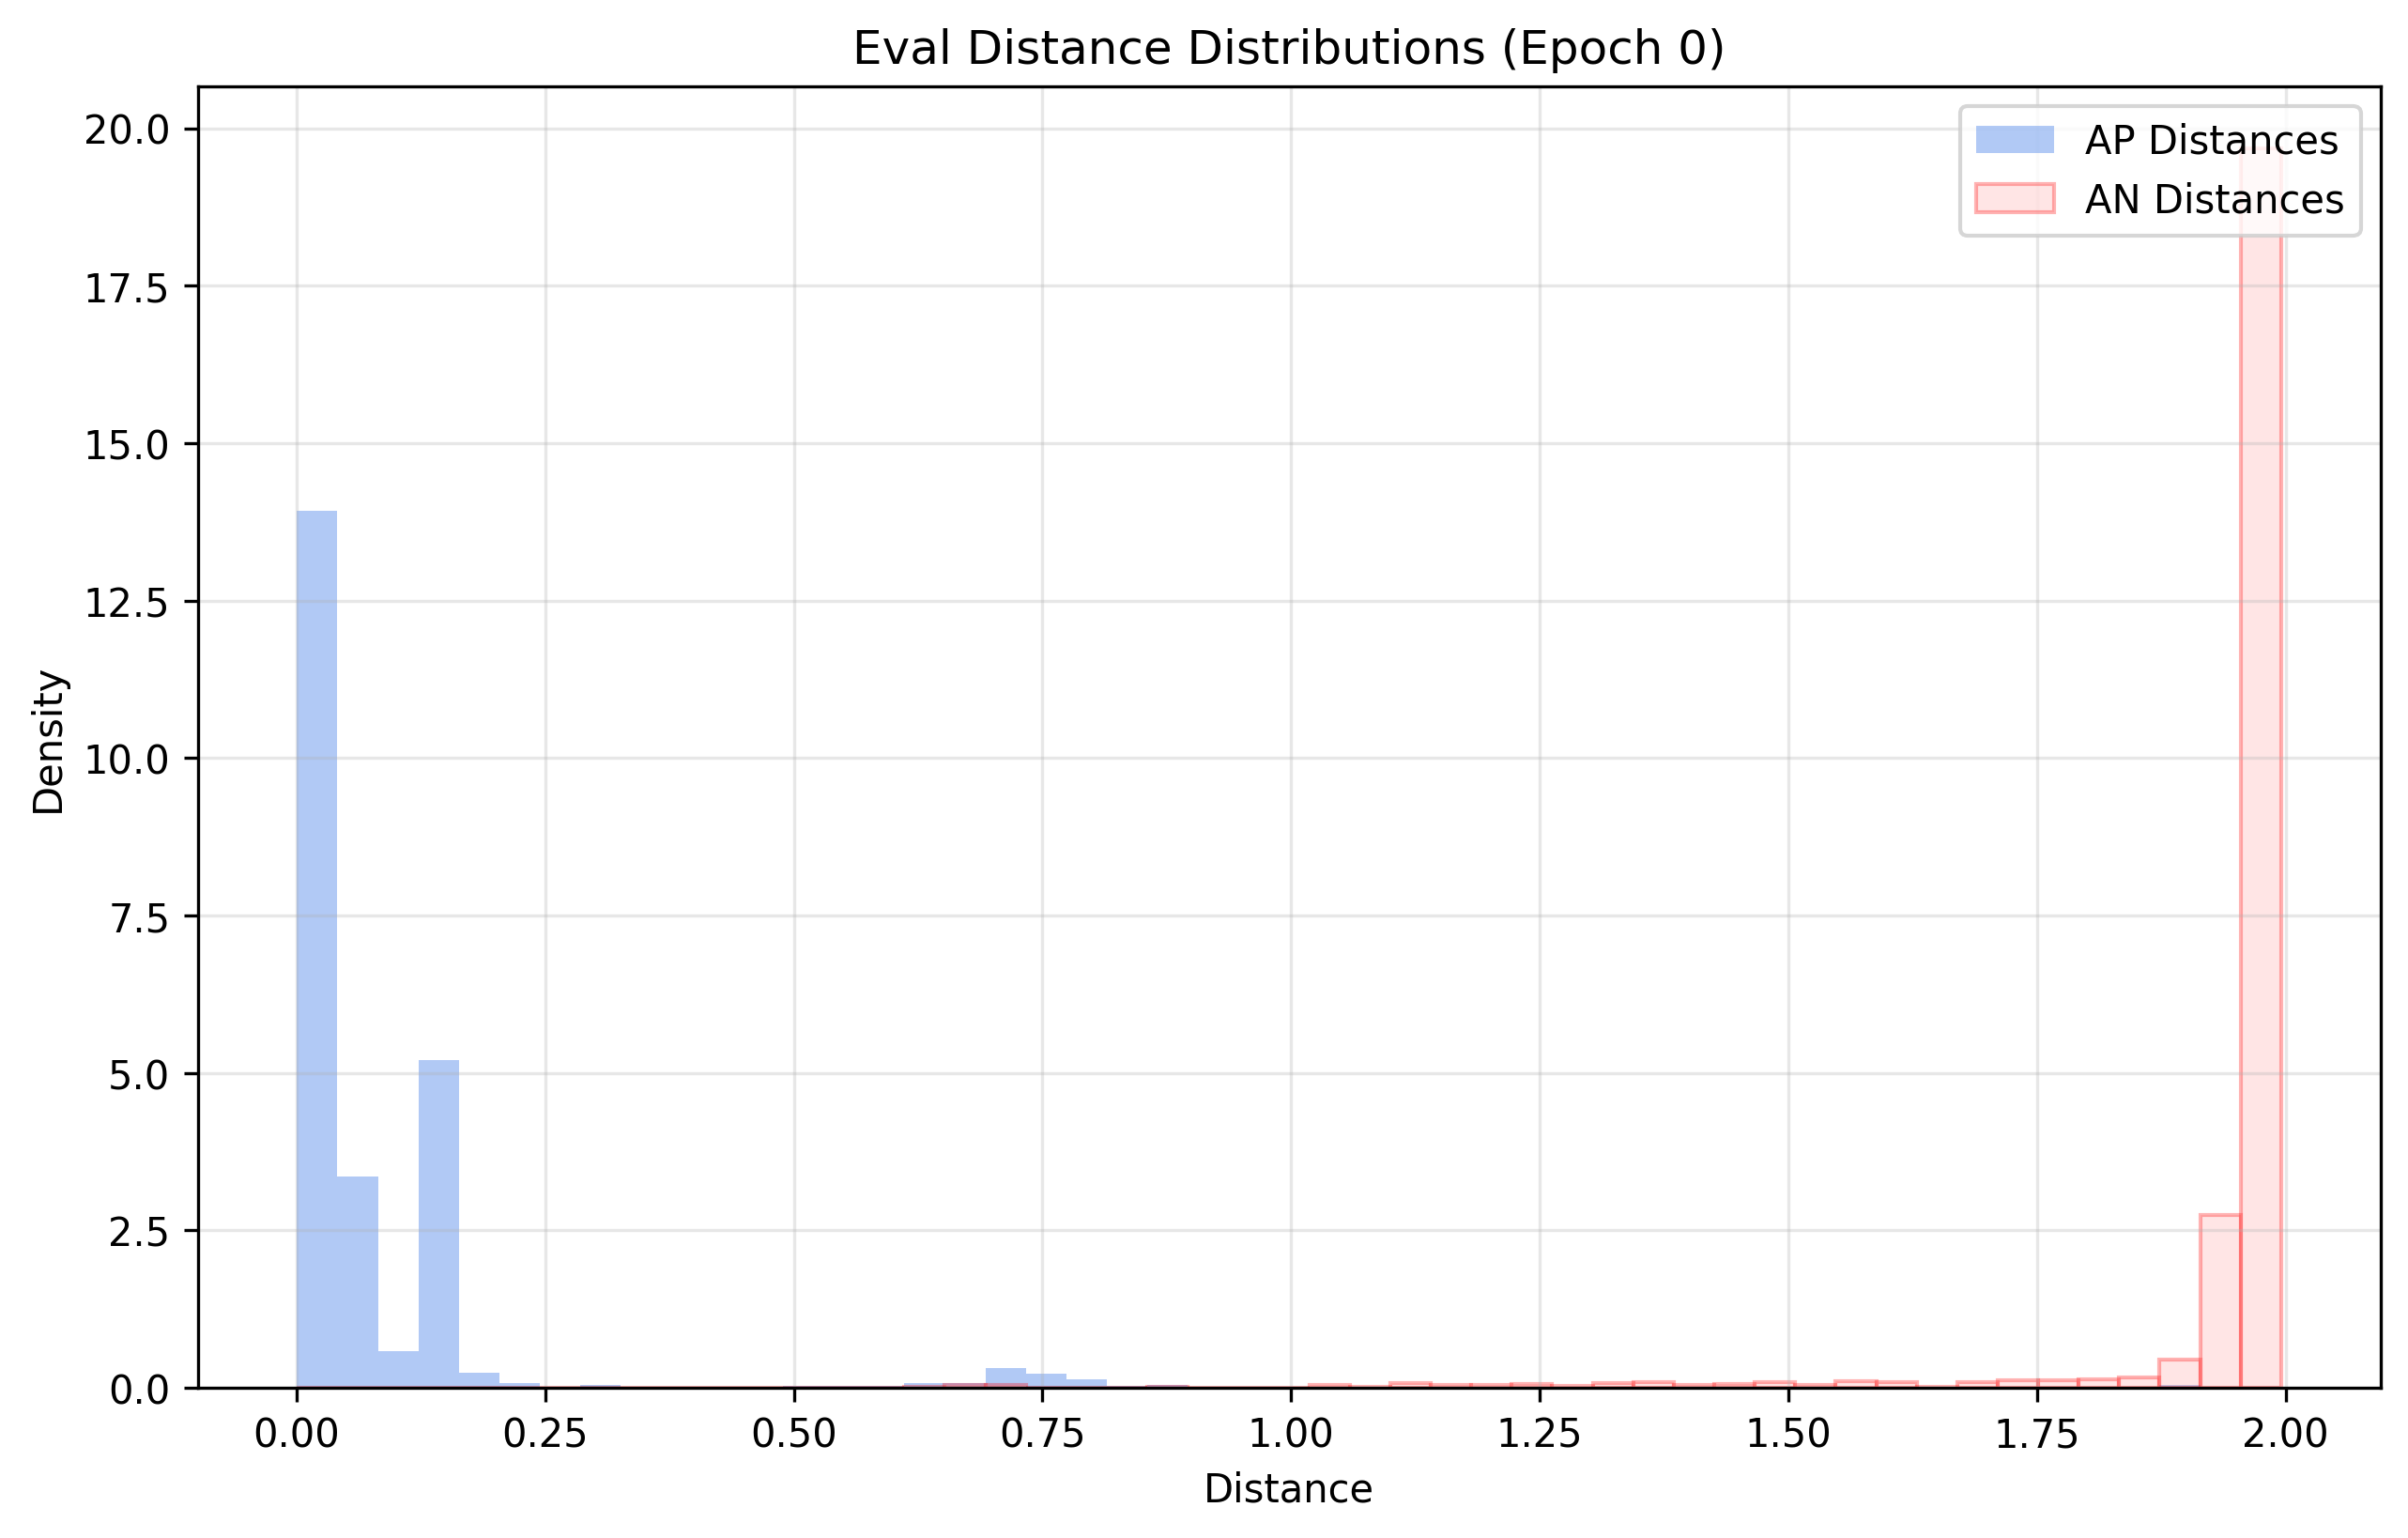 Eval Distance Distributions (Epoch 0)
AP Distances
AN Distances
Density
20.0
17.5
15.0
12.5
10.0
7.5
5.0
2.5
0.0
0.00 0.25 0.50 0.75 1.00 1.25 1.50 1.75 2.00
Distance